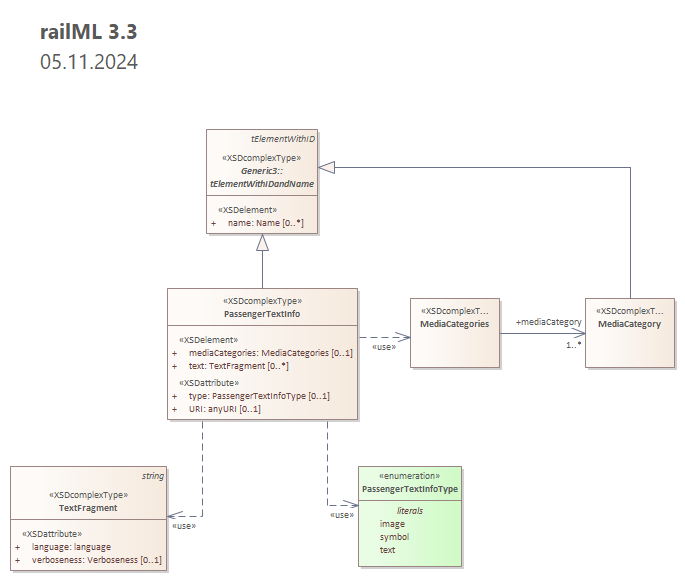 railML 3.3
05.11.2024
tElementWithID
«XSDcomplexType»
Generic3::
tElementWithIDandName
«XSDelement»
+ name: Name [0..*]
«XSDcomplexType»
PassengerTextInfo
«XSDelement»
+ mediaCategories: MediaCategories [0..1]
+ text: TextFragment [0..*]
«XSDattribute»
+ type: PassengerTextInfoType [0..1]
+ URI: anyURI [0..1]
«use»
«XSDcomplexT...
MediaCategories
+mediaCategory
1..*
«XSDcomplexT...
MediaCategory
string
«XSDcomplexType»
TextFragment
«XSDattribute»
+ language: language
+ verboseness: Verboseness [0..1]
«use»
«use»
«enumeration»
PassengerTextInfoType
literals
image
symbol
text